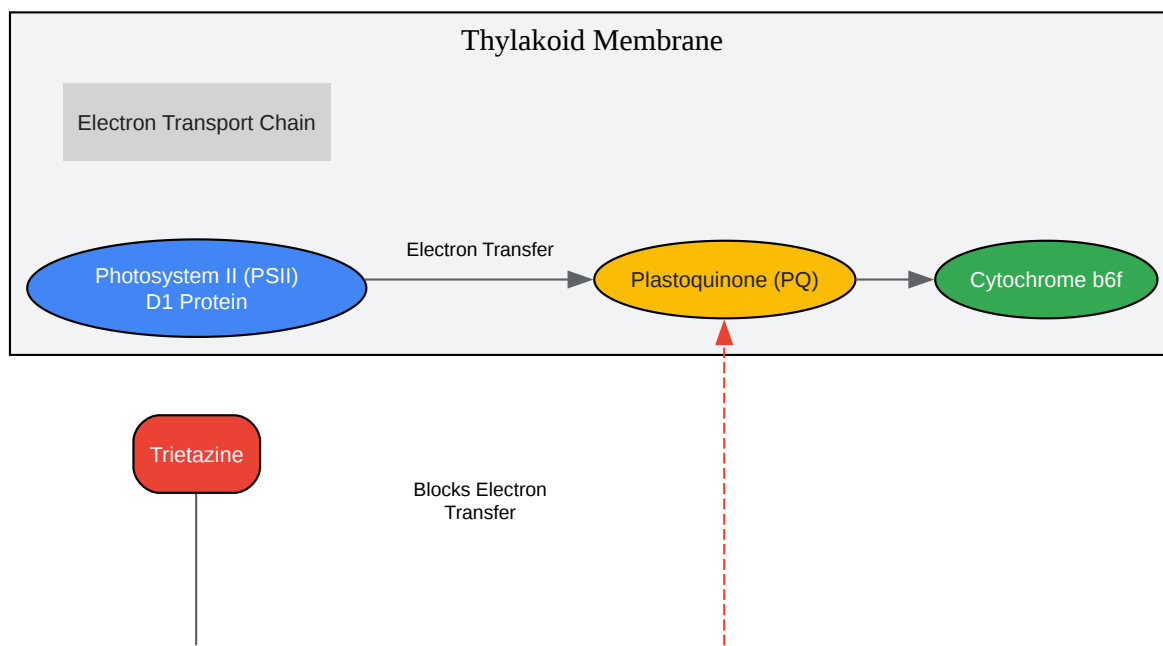 Thylakoid Membrane
Electron Transport Chain
Electron Transfer
Photosystem II (PSII)
D1 Protein
Plastoquinone (PQ)
Cytochrome b6f
Trietazine
Blocks Electron
Transfer